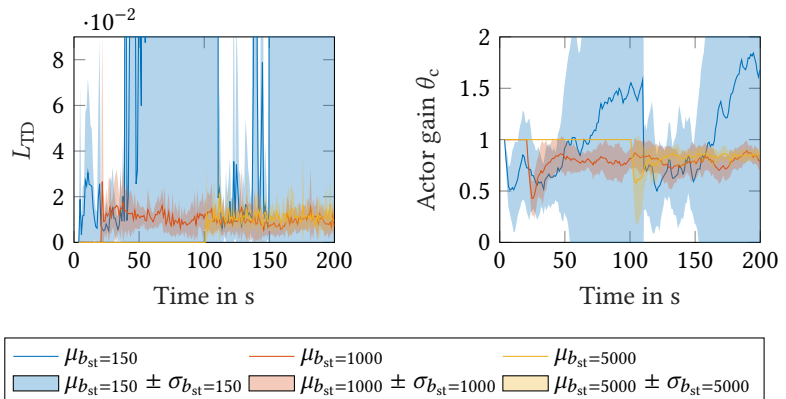 ·10⁻²
8
6
4
2
0
L_TD
0 50 100 150 200
Time in s
2
1.5
1
0.5
0
Actor gain θ_c
0 50 100 150 200
Time in s
μ_{b_st=150} μ_{b_st=1000} μ_{b_st=5000}
μ_{b_st=150} ± σ_{b_st=150} μ_{b_st=1000} ± σ_{b_st=1000} μ_{b_st=5000} ± σ_{b_st=5000}